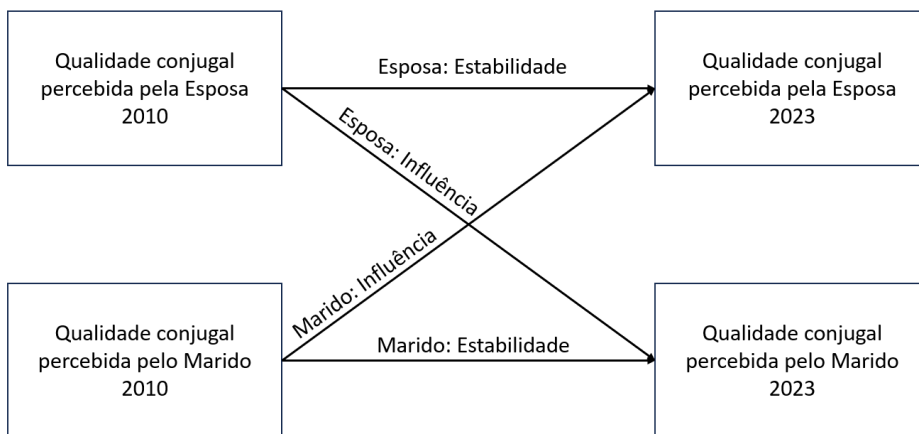 Qualidade conjugal
percebida pela Esposa
2010
Esposa: Estabilidade
Qualidade conjugal
percebida pela Esposa
2023
Esposa: Influência
Marido: Influência
Qualidade conjugal
percebida pelo Marido
2010
Marido: Estabilidade
Qualidade conjugal
percebida pelo Marido
2023